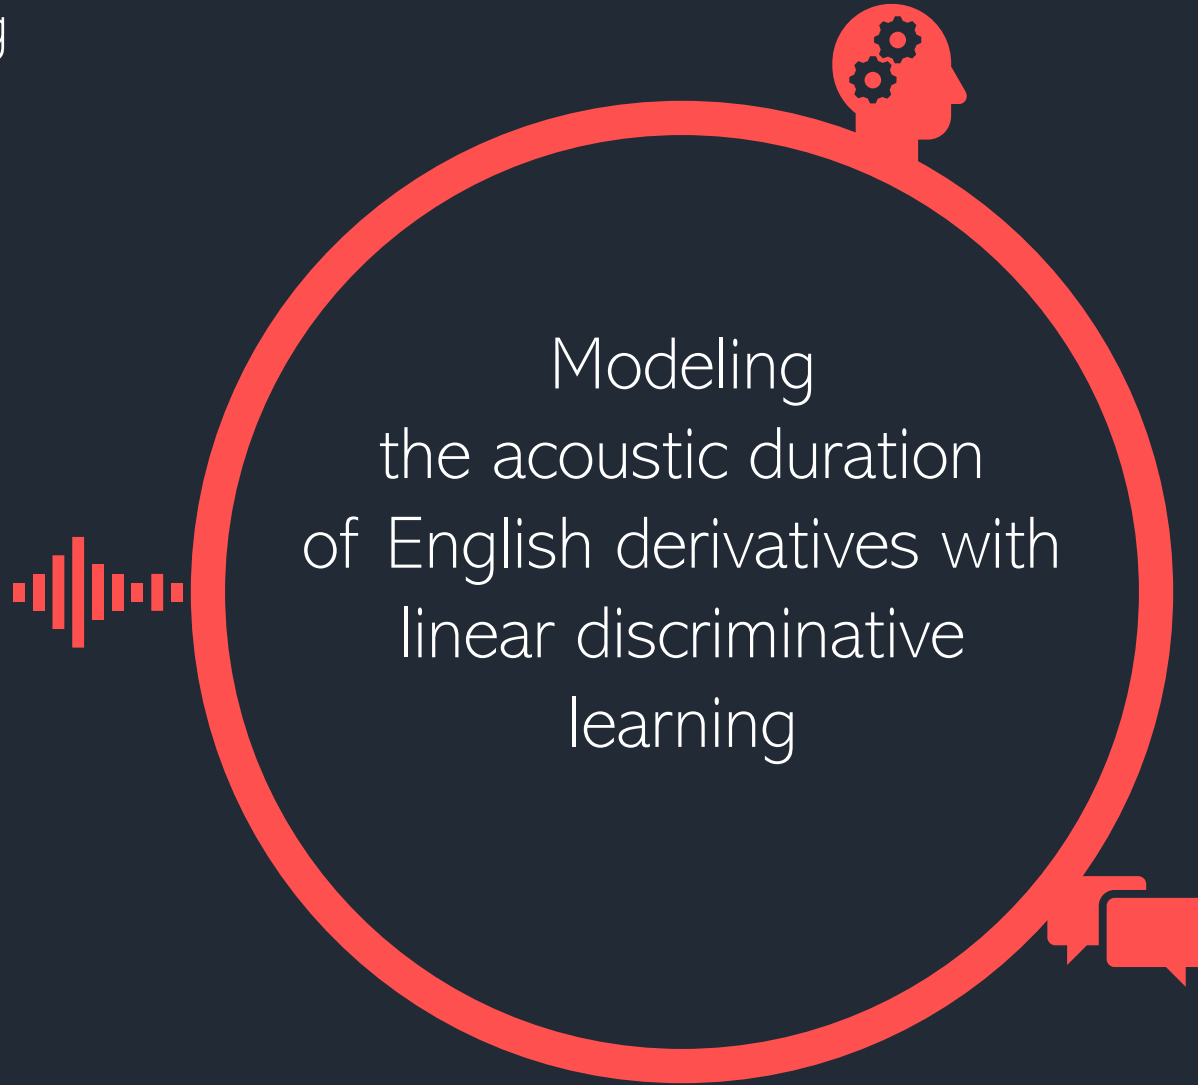 g
Modeling
the acoustic duration
of English derivatives with
linear discriminative
learning